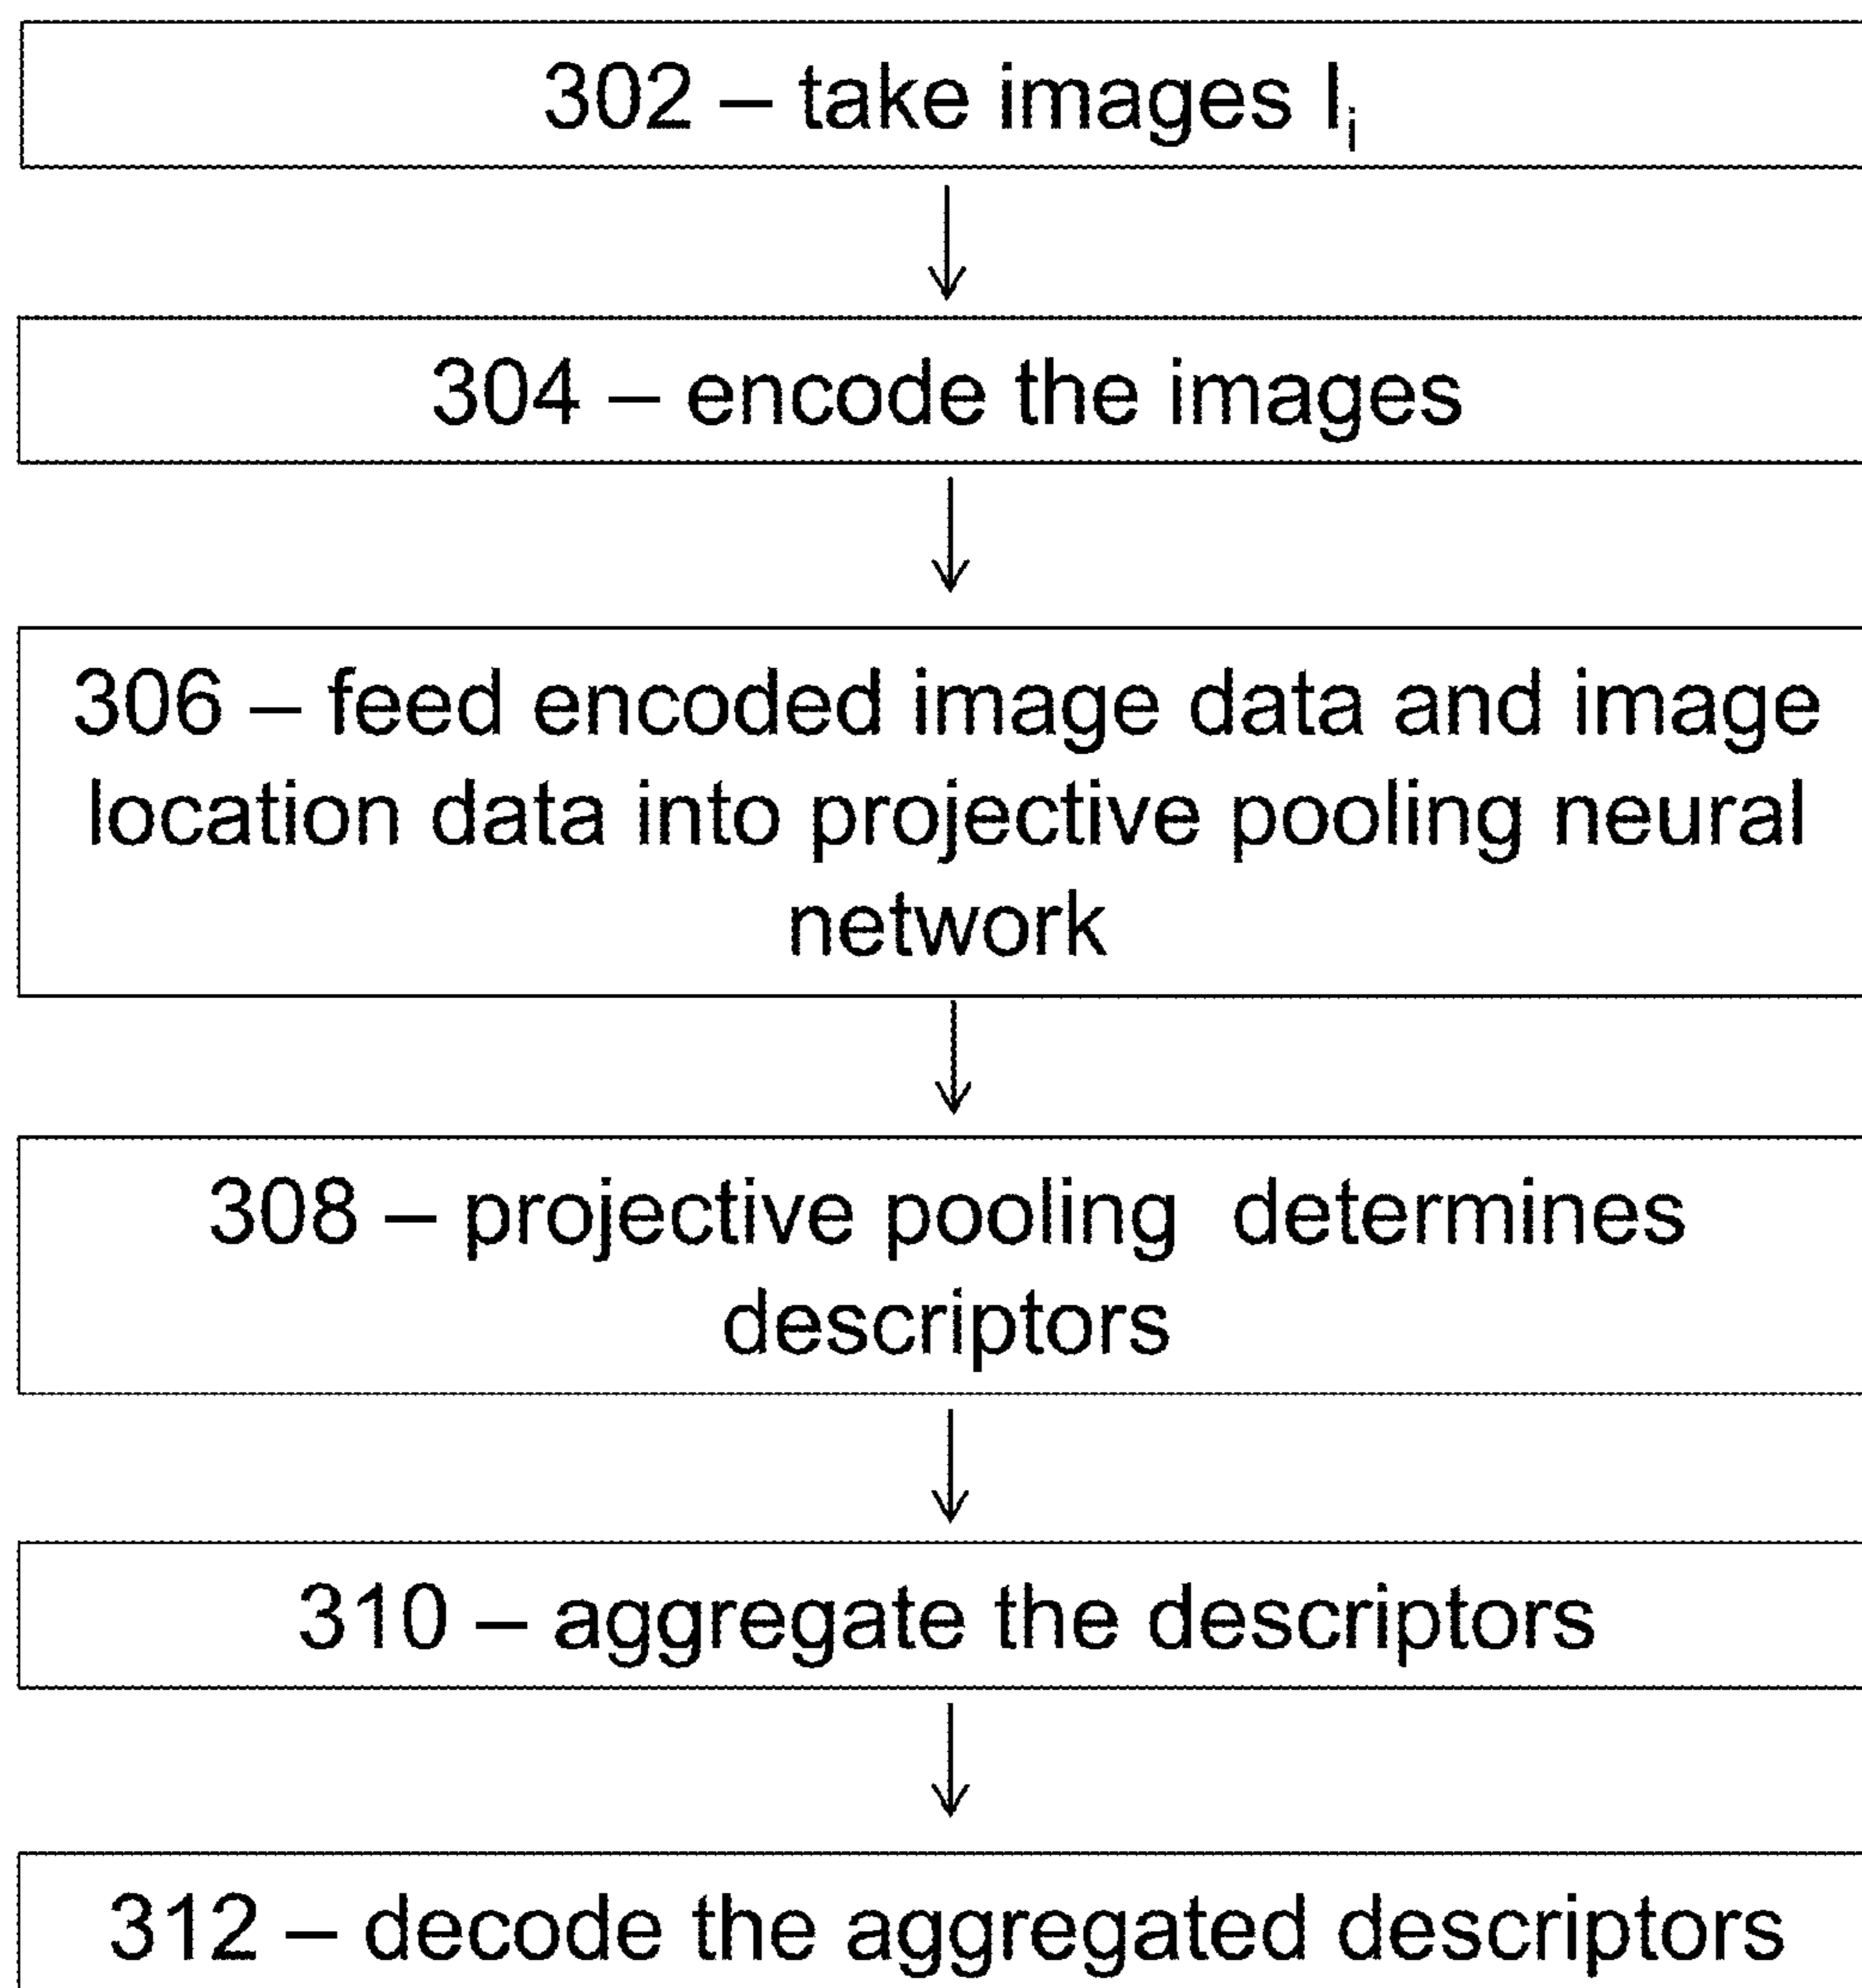 302 – take images Iᵢ
304 – encode the images
306 – feed encoded image data and image
location data into projective pooling neural
network
308 – projective pooling  determines
descriptors
310 – aggregate the descriptors
312 – decode the aggregated descriptors